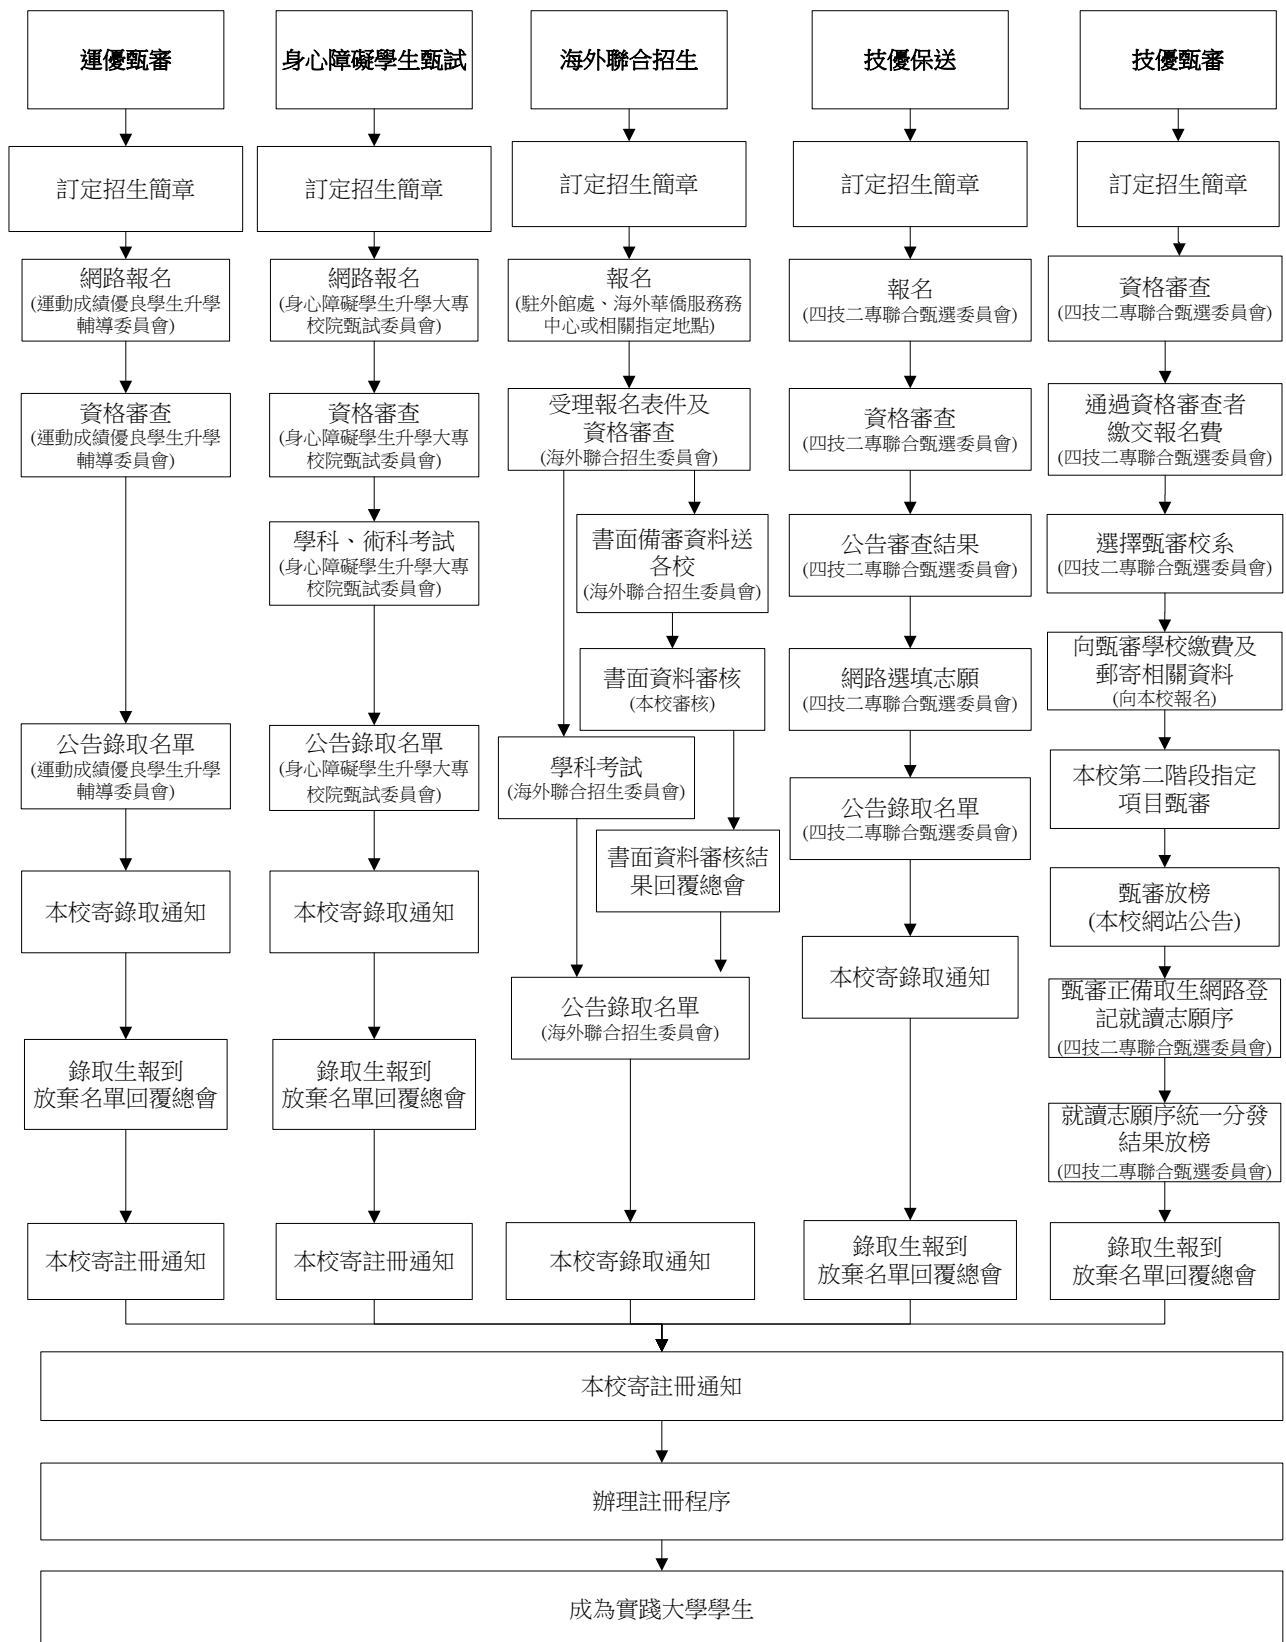 運優甄審
訂定招生簡章
網路報名
(運動成績優良學生升學
輔導委員會)
資格審查
(運動成績優良學生升學
輔導委員會)
公告錄取名單
(運動成績優良學生升學
輔導委員會)
本校寄錄取通知
錄取生報到
放棄名單回覆總會
本校寄註冊通知
身心障礙學生甄試
訂定招生簡章
網路報名
(身心障礙學生升學大專
校院甄試委員會)
資格審查
(身心障礙學生升學大專
校院甄試委員會)
學科、術科考試
(身心障礙學生升學大專
校院甄試委員會)
公告錄取名單
(身心障礙學生升學大專
校院甄試委員會)
本校寄錄取通知
錄取生報到
放棄名單回覆總會
本校寄註冊通知
海外聯合招生
訂定招生簡章
報名
(駐外館處、海外華僑服務務
中心或相關指定地點)
受理報名表件及
資格審查
(海外聯合招生委員會)
書面備審資料送
各校
(海外聯合招生委員會)
書面資料審核
(本校審核)
學科考試
(海外聯合招生委員會)
書面資料審核結
果回覆總會
公告錄取名單
(海外聯合招生委員會)
本校寄錄取通知
技優保送
訂定招生簡章
報名
(四技二專聯合甄選委員會)
資格審查
(四技二專聯合甄選委員會)
公告審查結果
(四技二專聯合甄選委員會)
網路選填志願
(四技二專聯合甄選委員會)
公告錄取名單
(四技二專聯合甄選委員會)
本校寄錄取通知
錄取生報到
放棄名單回覆總會
技優甄審
訂定招生簡章
資格審查
(四技二專聯合甄選委員會)
通過資格審查者
繳交報名費
(四技二專聯合甄選委員會)
選擇甄審校系
(四技二專聯合甄選委員會)
向甄審學校繳費及
郵寄相關資料
(向本校報名)
本校第二階段指定
項目甄審
甄審放榜
(本校網站公告)
甄審正備取生網路登
記就讀志願序
(四技二專聯合甄選委員會)
就讀志願序統一分發
結果放榜
(四技二專聯合甄選委員會)
錄取生報到
放棄名單回覆總會
本校寄註冊通知
辦理註冊程序
成為實踐大學學生